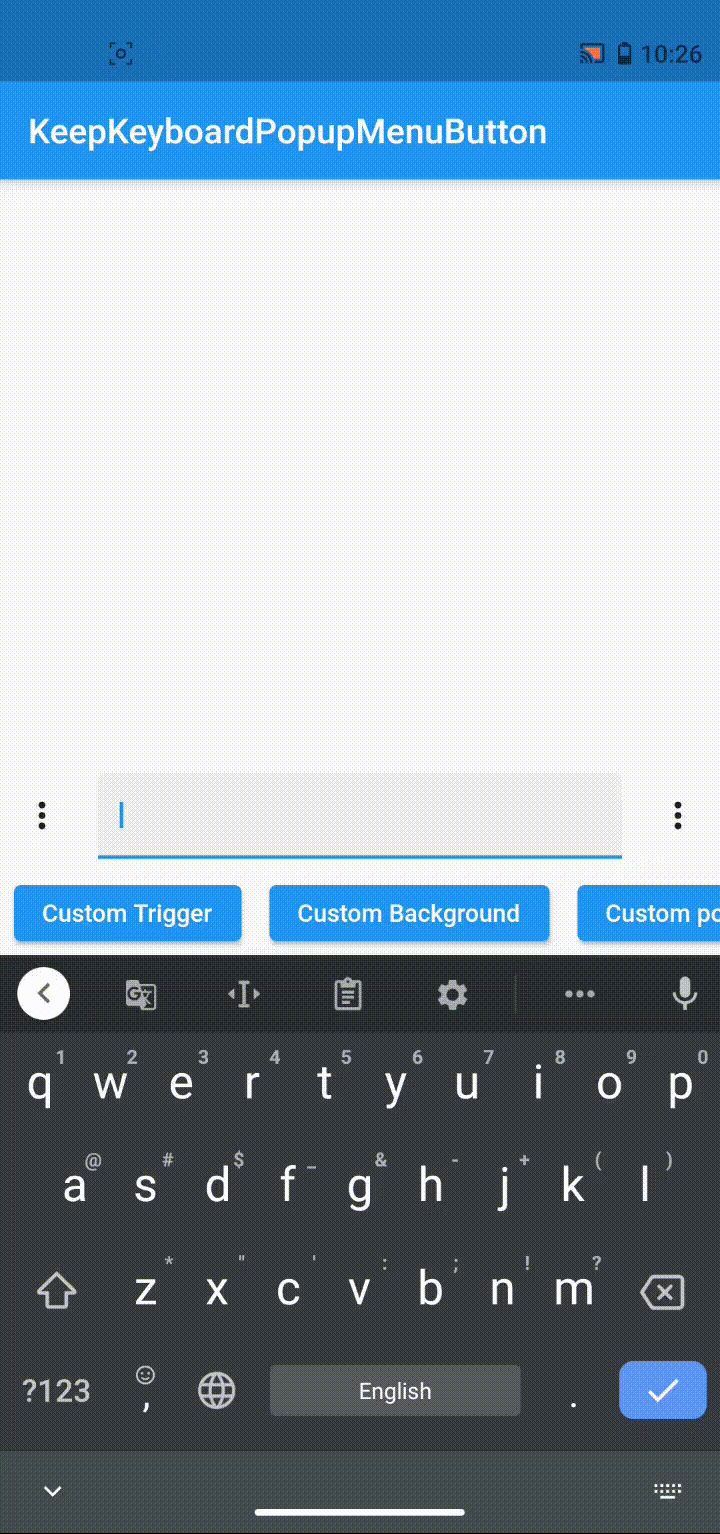 10:26
KeepKeyboardPopupMenuButton
Custom Trigger
Custom Background
Custom po
1 2 3 4 5 6 7 8 9 0
q w e r t y u i o p
@ # $ _ & - + ( )
a s d f g h j k l
* " ' : ; ! ?
z x c v b n m
?123 , English .